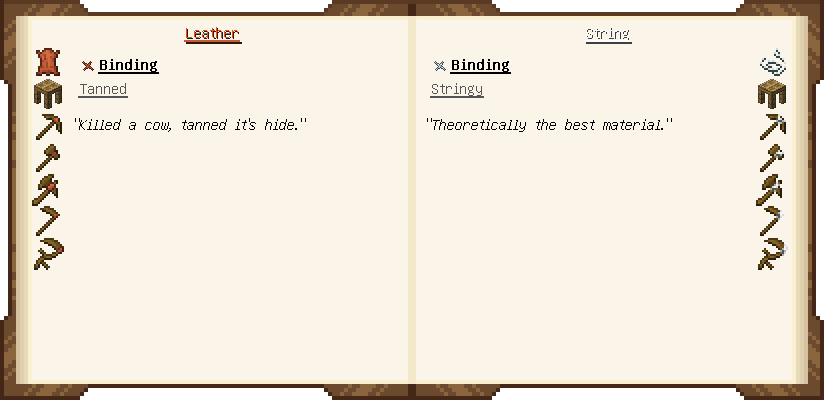 Leather
Binding
Tanned
"Killed a cow, tanned it's hide."
String
Binding
Stringy
"Theoretically the best material."